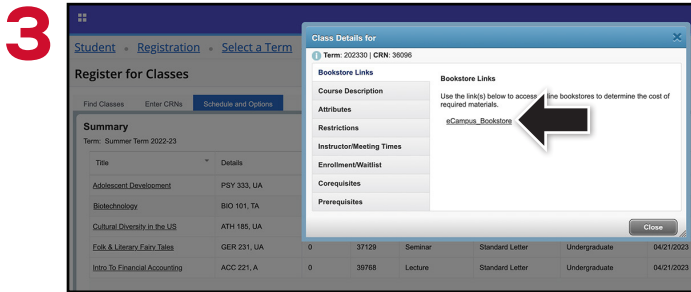 3
Student Registration Select a Term
Register for Classes
Find Classes Enter CRNs Schedule and Options
Summary
Term: Summer Term 2022-23
Title Details
Adolescent Development PSY 333, UA
Biotechnology BIO 101, TA
Cultural Diversity in the US ATH 185, UA
Folk & Literary Fairy Tales GER 231, UA 0 37129 Seminar Standard Letter Undergraduate 04/21/2023
Intro To Financial Accounting ACC 221, A 0 39768 Lecture Standard Letter Undergraduate 04/21/2023
Class Details for
Term: 202330 | CRN: 36096
Bookstore Links
Course Description
Attributes
Restrictions
Instructor/Meeting Times
Enrollment/Waitlist
Corequisites
Prerequisites
Bookstore Links
Use the link(s) below to access line bookstores to determine the cost of
required materials.
eCampus_Bookstore
Close